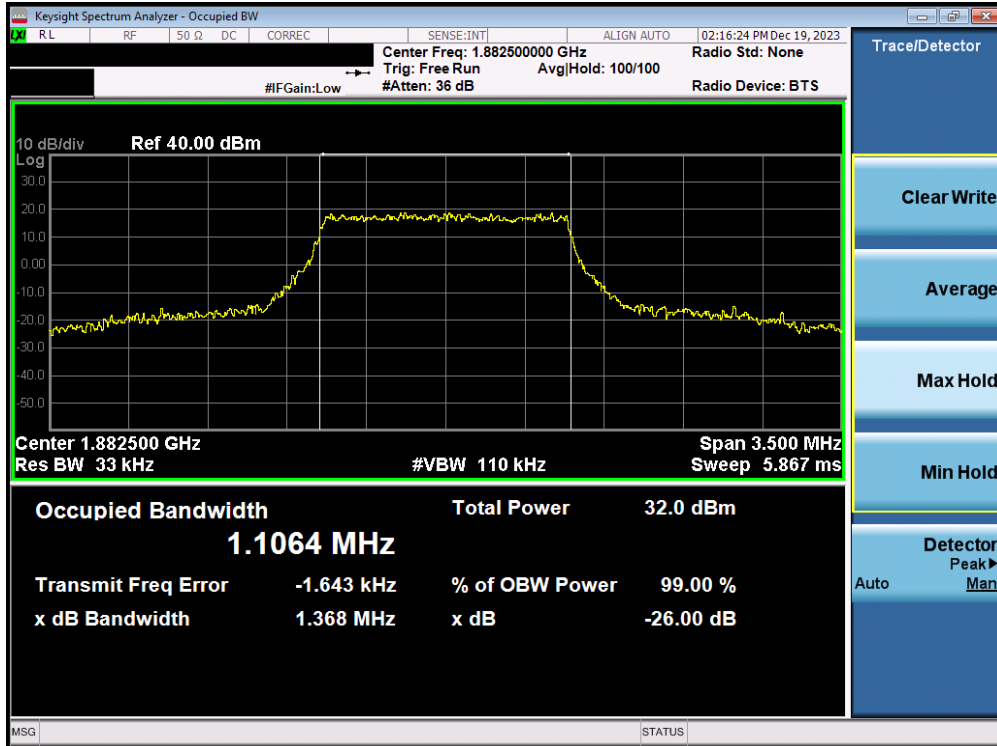 Keysight Spectrum Analyzer - Occupied BW
LXI RL RF 50 Ω DC CORREC SENSE:INT ALIGN AUTO 02:16:24 PM Dec 19, 2023
Center Freq: 1.882500000 GHz Radio Std: None
Trig: Free Run Avg|Hold: 100/100
#IFGain:Low #Atten: 36 dB Radio Device: BTS
10 dB/div Ref 40.00 dBm
Log
30.0
20.0
10.0
0.00
-10.0
-20.0
-30.0
-40.0
-50.0
Center 1.882500 GHz Span 3.500 MHz
Res BW 33 kHz #VBW 110 kHz Sweep 5.867 ms
Occupied Bandwidth Total Power 32.0 dBm
1.1064 MHz
Transmit Freq Error -1.643 kHz % of OBW Power 99.00 %
x dB Bandwidth 1.368 MHz x dB -26.00 dB
Trace/Detector
Clear Write
Average
Max Hold
Min Hold
Detector
Peak▶
Auto Man
MSG STATUS